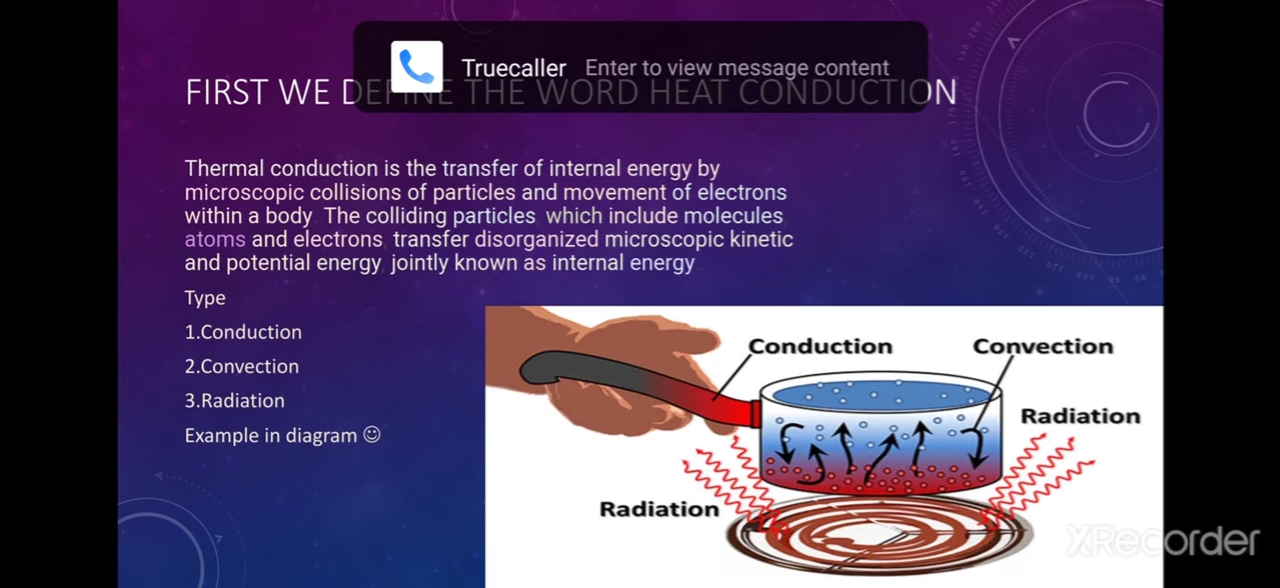 Truecaller Enter to view message content
FIRST WE DEFINE THE WORD HEAT CONDUCTION
Thermal conduction is the transfer of internal energy by
microscopic collisions of particles and movement of electrons
within a body The colliding particles which include molecules
atoms and electrons transfer disorganized microscopic kinetic
and potential energy jointly known as internal energy
Type
1.Conduction
2.Convection
3.Radiation
Example in diagram ☺
Conduction
Convection
Radiation
Radiation
XRecorder